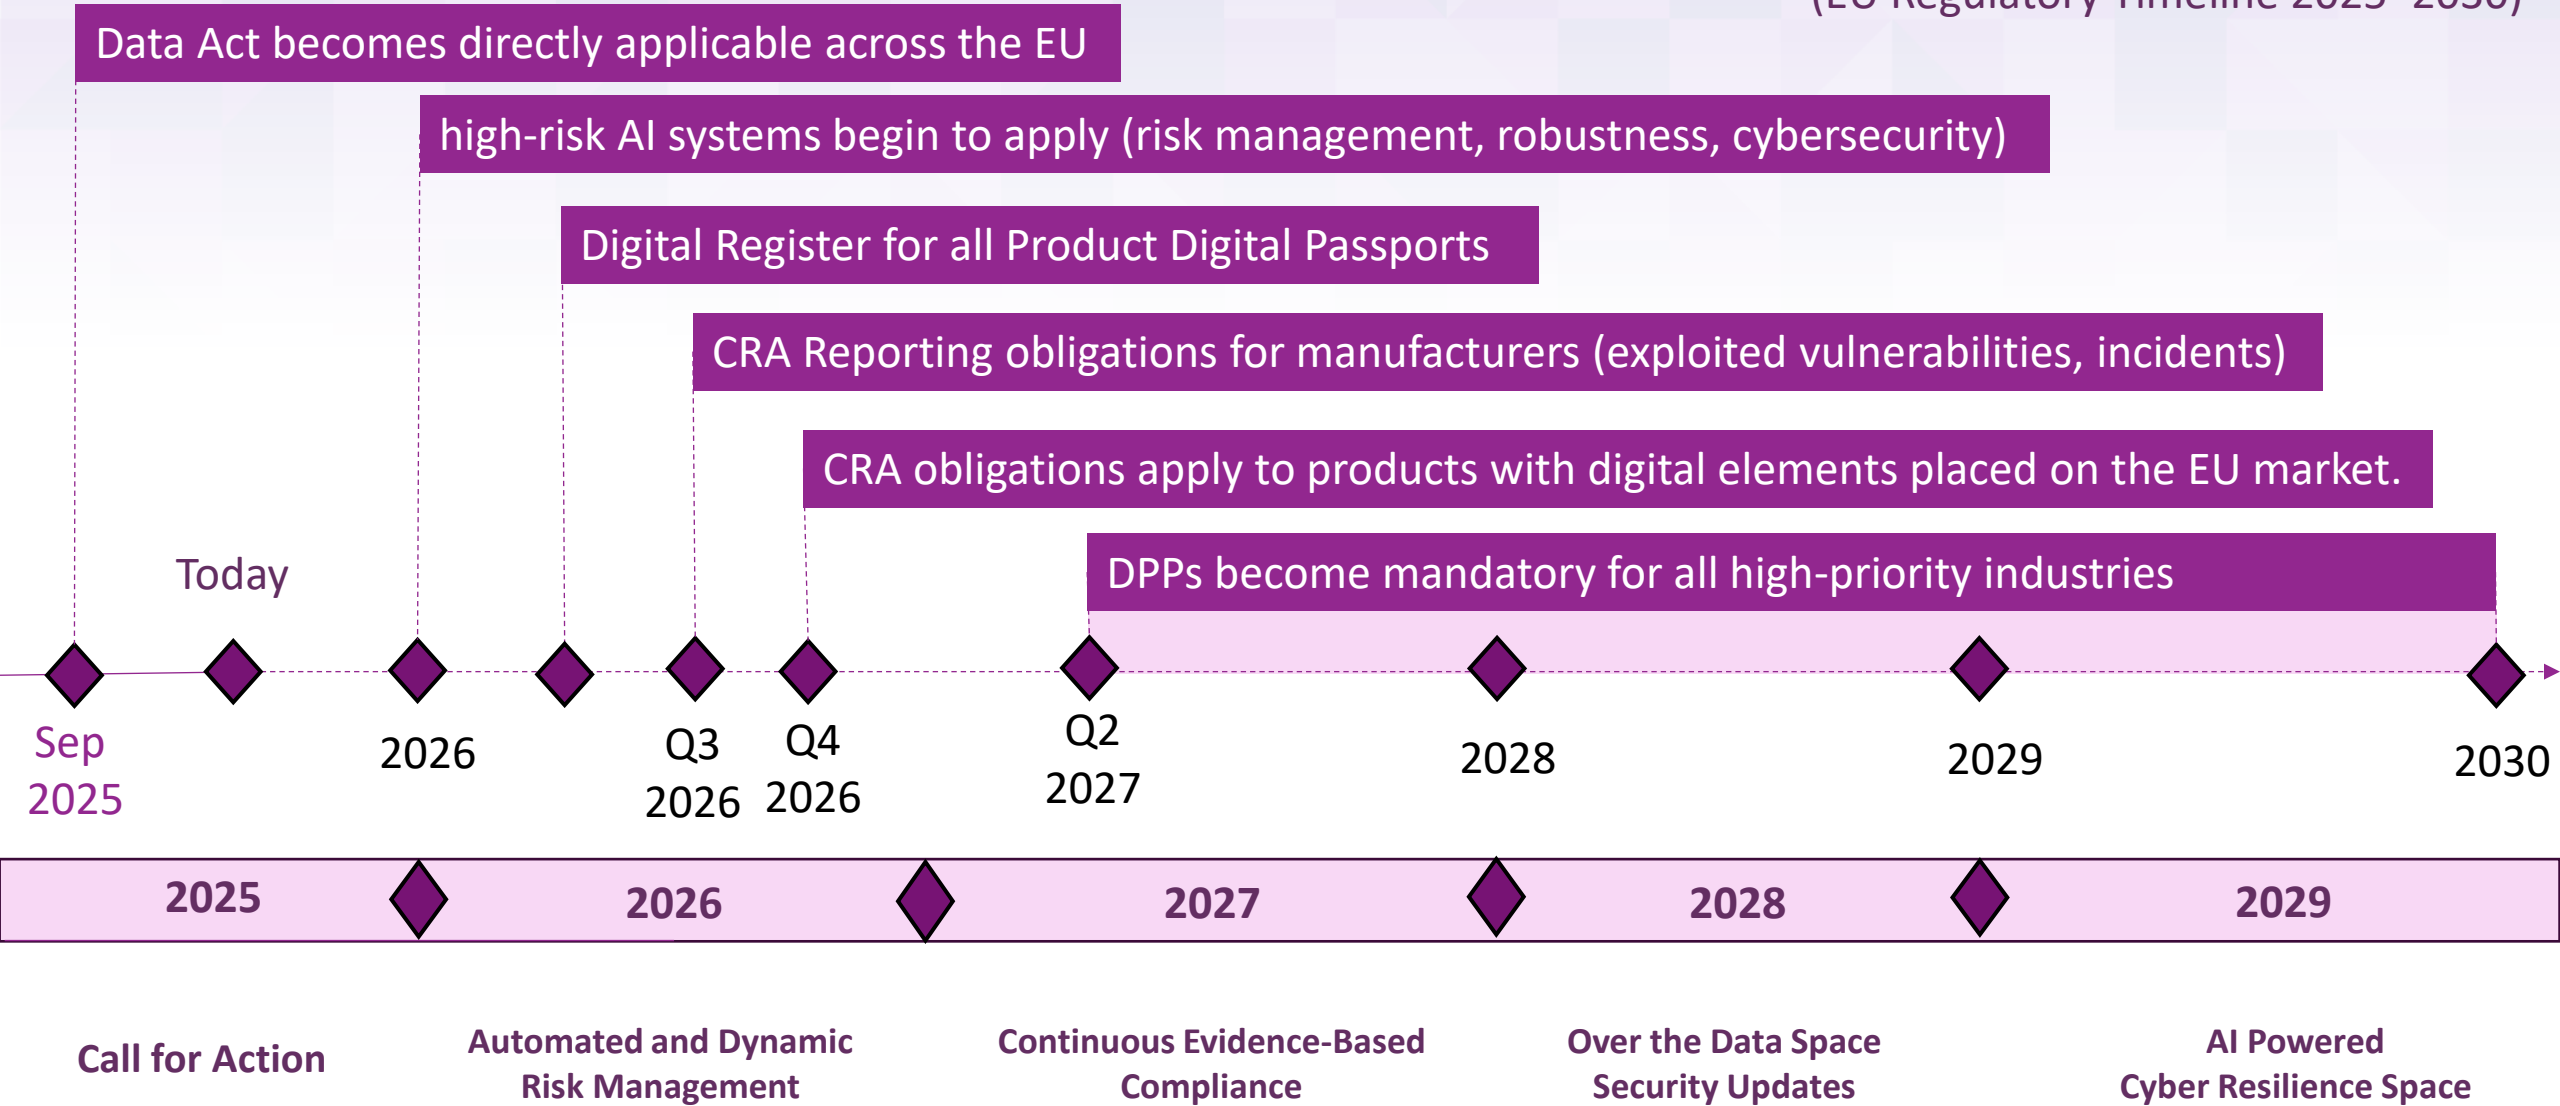 (EU Regulatory Timeline 2025–2030)
Data Act becomes directly applicable across the EU
high-risk AI systems begin to apply (risk management, robustness, cybersecurity)
Digital Register for all Product Digital Passports
CRA Reporting obligations for manufacturers (exploited vulnerabilities, incidents)
CRA obligations apply to products with digital elements placed on the EU market.
DPPs become mandatory for all high-priority industries
Today
Sep
2025
2026
Q3
2026
Q4
2026
Q2
2027
2028
2029
2030
2025
2026
2027
2028
2029
Call for Action
Automated and Dynamic
Risk Management
Continuous Evidence-Based
Compliance
Over the Data Space
Security Updates
AI Powered
Cyber Resilience Space